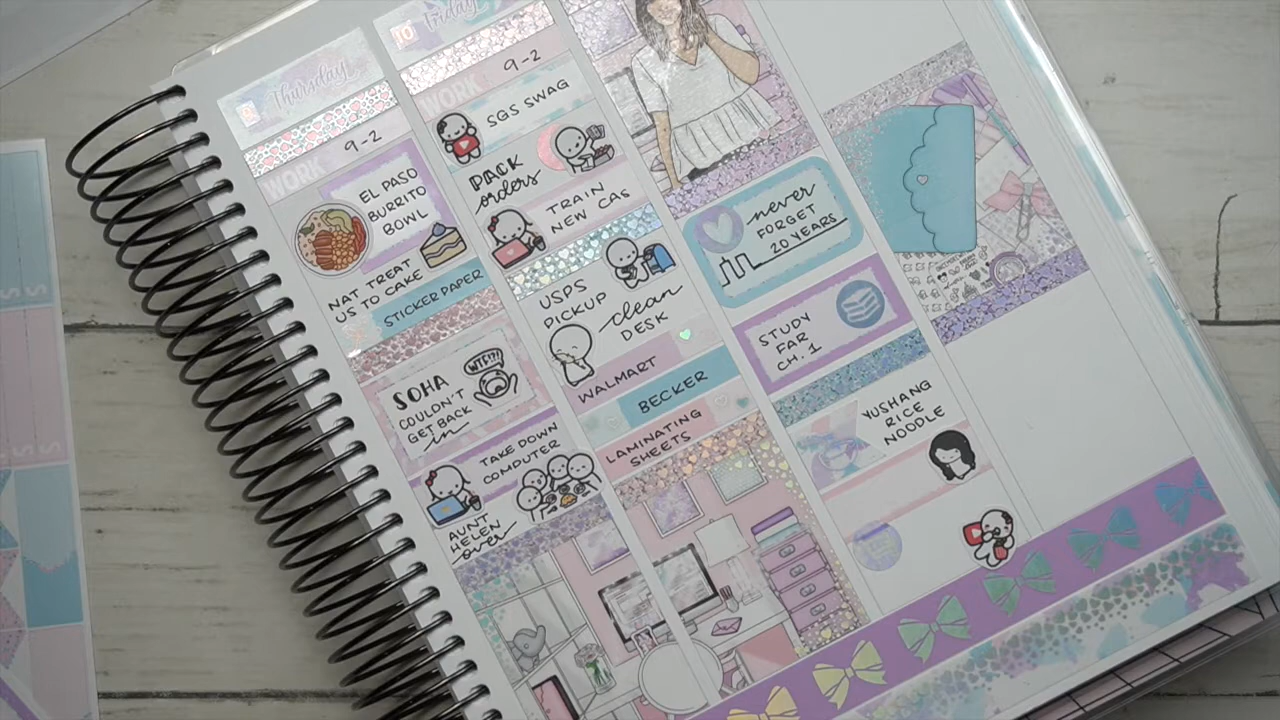 9
Thursday
WORK
9-2
EL PASO
BURRITO
BOWL
NAT TREAT
US TO CAKE
STICKER PAPER
WTF!?!
SOHA
COULDN'T
GET BACK
in
TAKE DOWN
COMPUTER
AUNT
HELEN
over
10
Friday
WORK
9-2
SGS SWAG
PACK
orders
TRAIN
NEW CAS
USPS
PICKUP
clean
DESK
WALMART
BECKER
LAMINATING
SHEETS
never
FORGET
20 YEARS
STUDY
FAR
CH. 1
YUSHANG
RICE
NOODLE